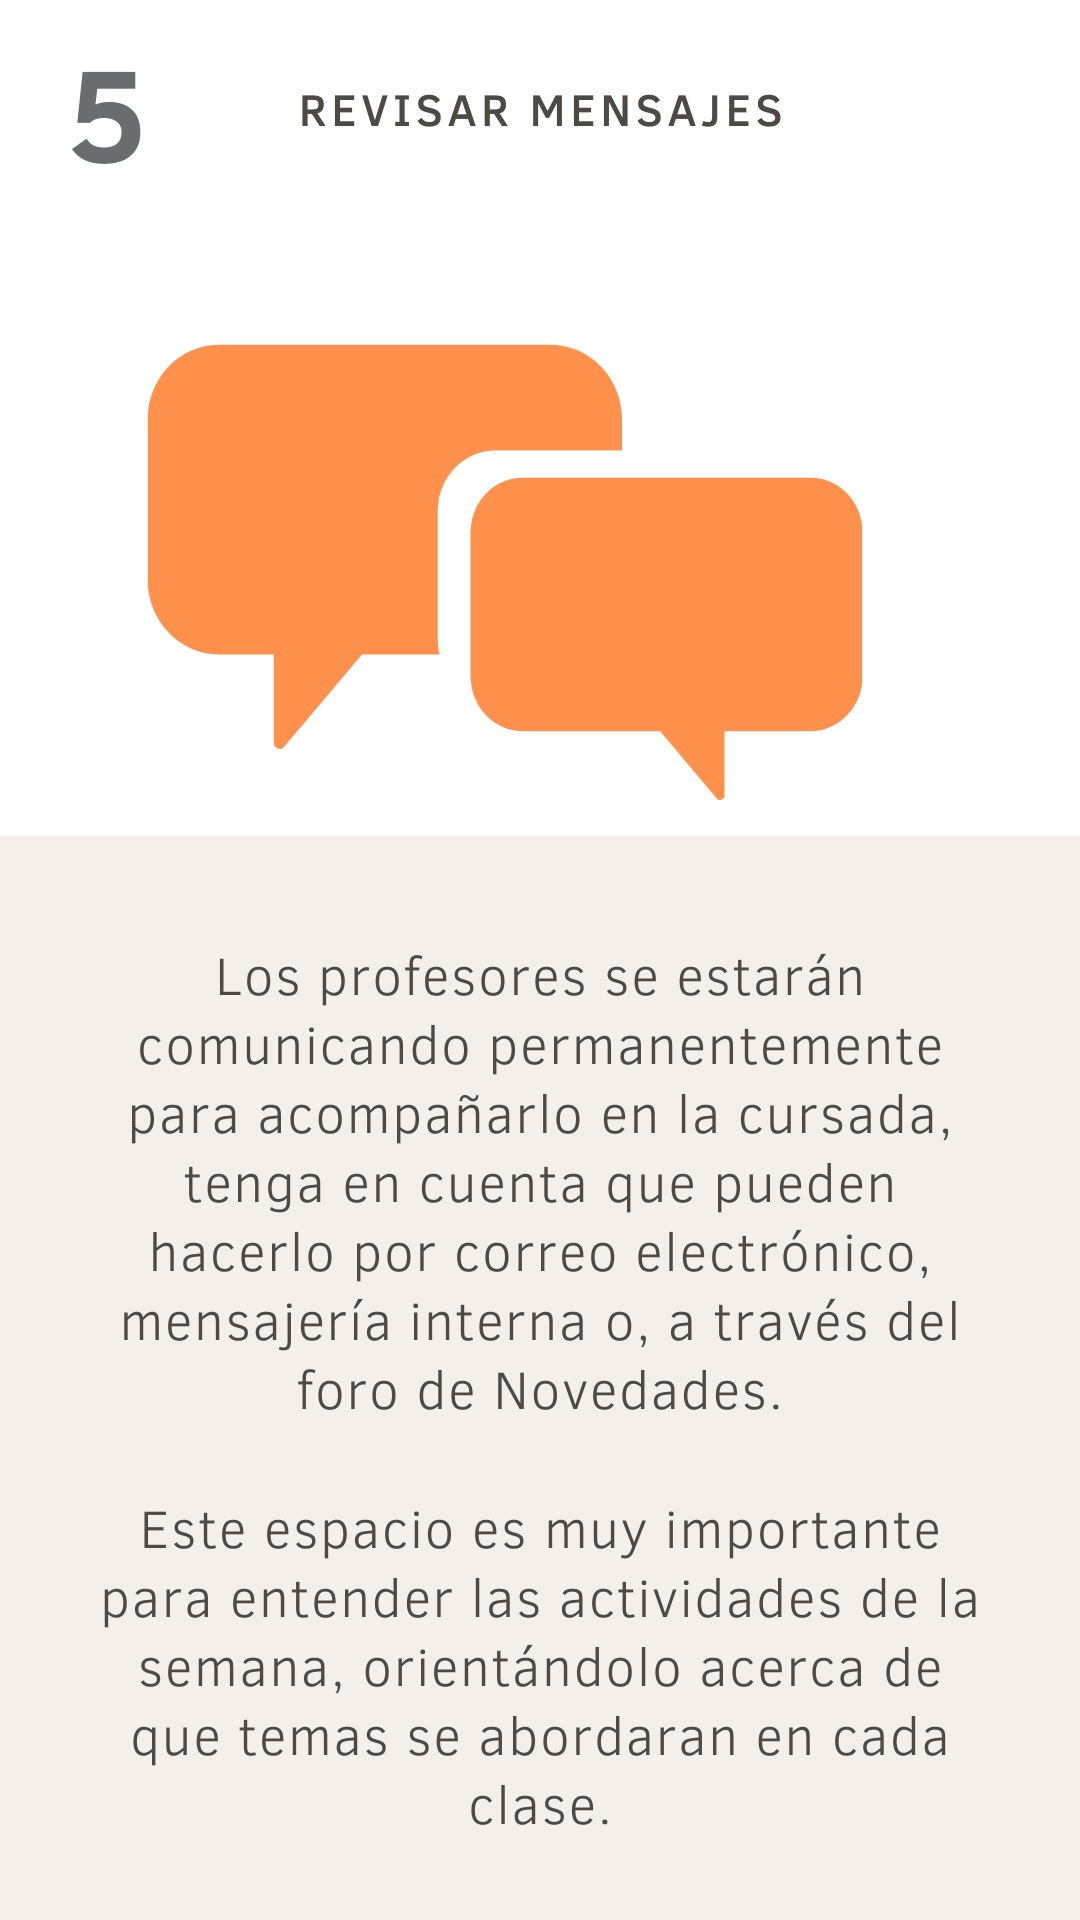 5
REVISAR MENSAJES
Los profesores se estarán
comunicando permanentemente
para acompañarlo en la cursada,
tenga en cuenta que pueden
hacerlo por correo electrónico,
mensajería interna o, a través del
foro de Novedades.
Este espacio es muy importante
para entender las actividades de la
semana, orientándolo acerca de
que temas se abordaran en cada
clase.